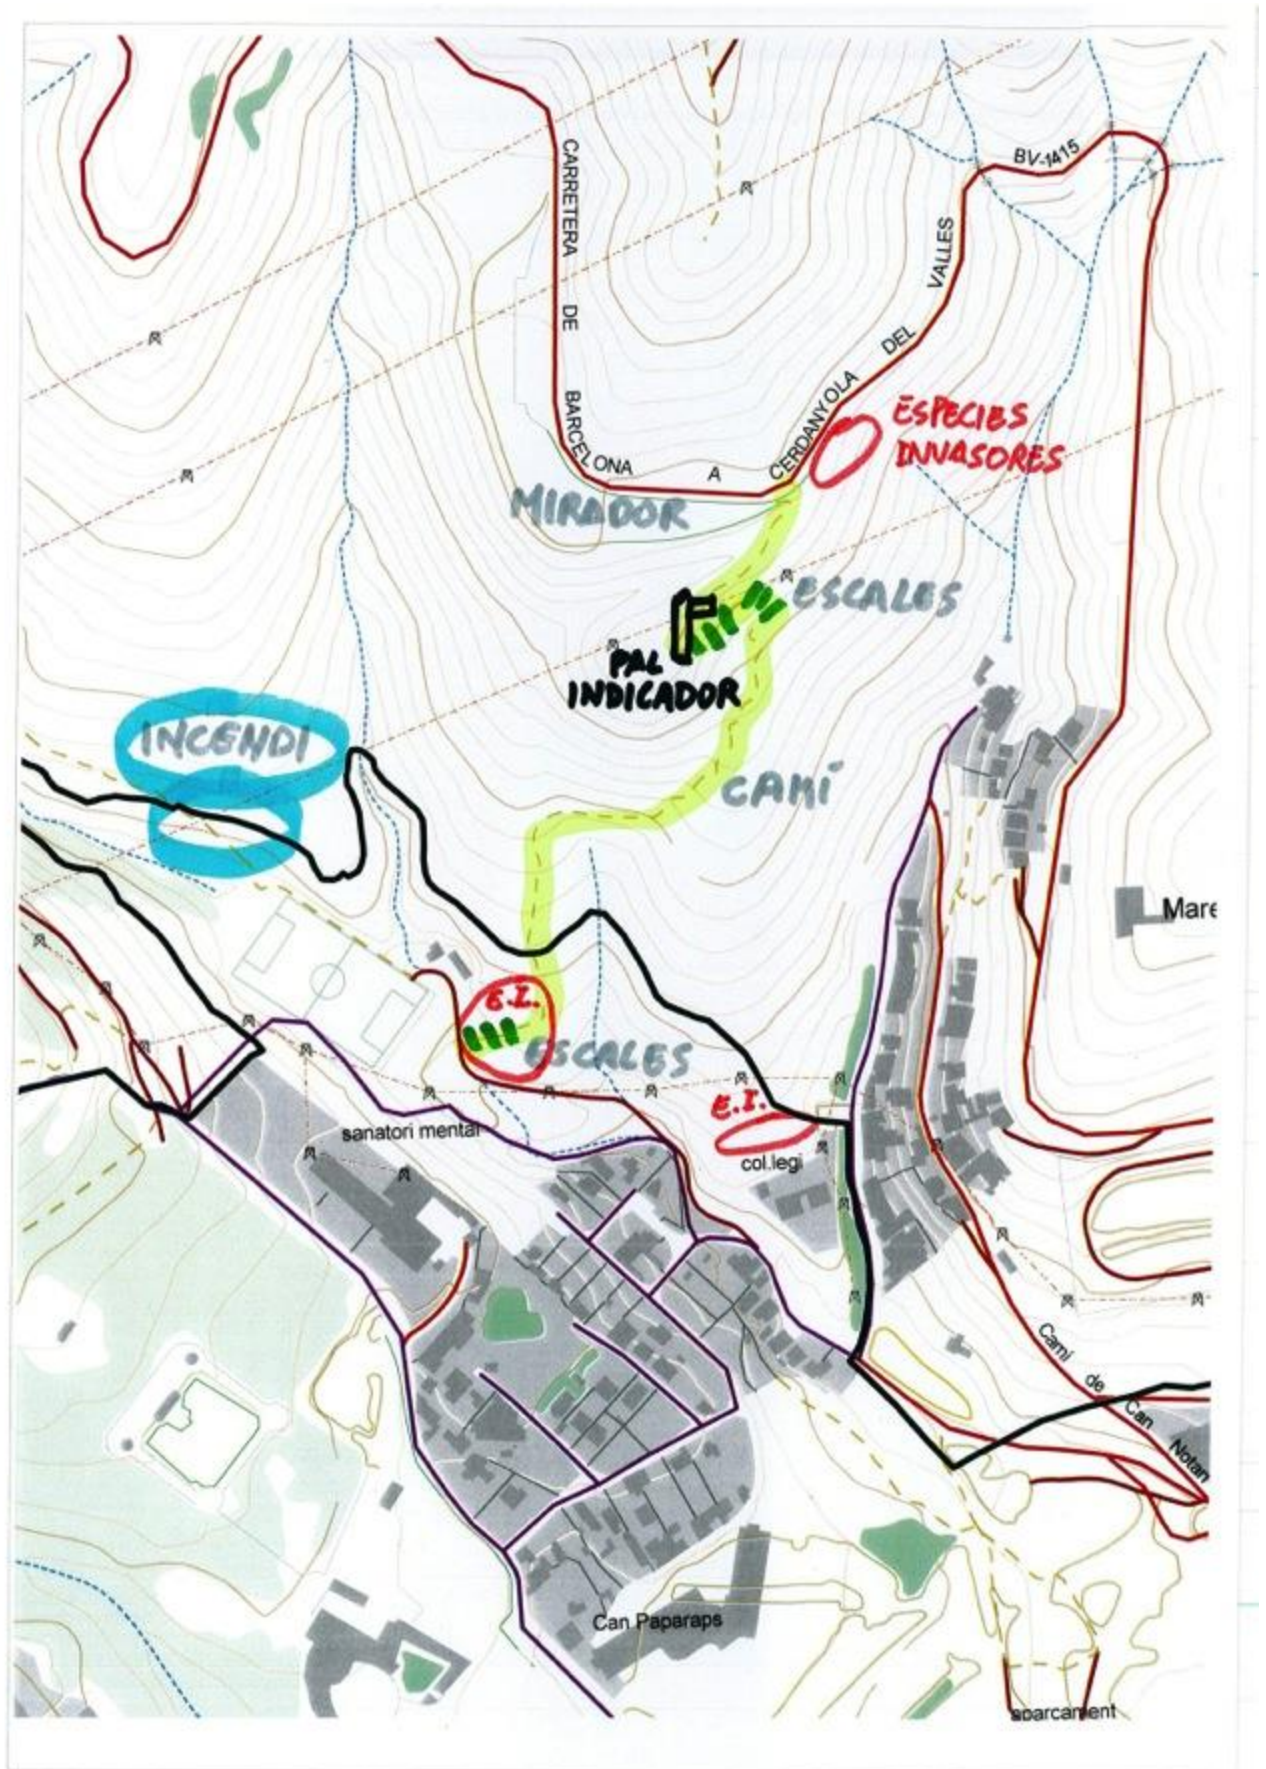 BV-1415
CARRETERA DE BARCELONA A CERDANYOLA DEL VALLES
ESPECIES
INVASORES
MIRADOR
ESCALES
PAL
INDICADOR
INCENDI
CAMÍ
Mare
E.I.
ESCALES
E.I.
sanatori mental
col.legi
Camí de Can Notan
Can Paparaps
aparcament